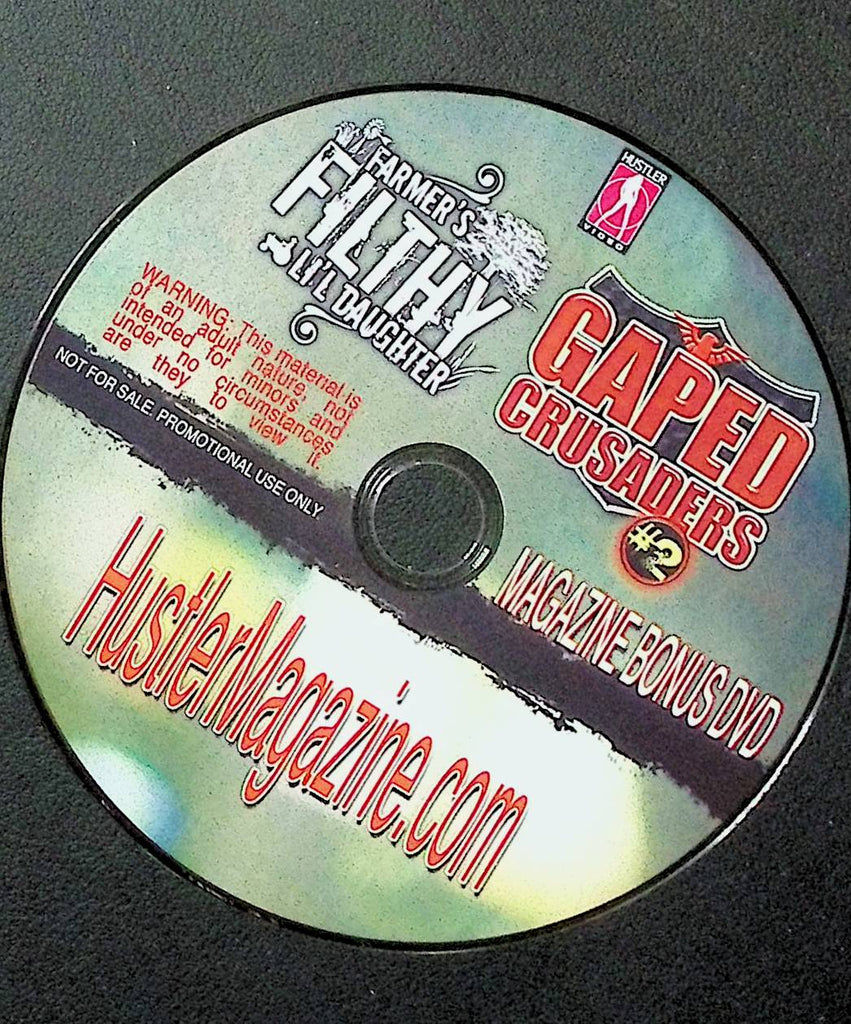 FARMER'S
FILTHY
LI'L DAUGHTER
HUSTLER
VIDEO
GAPED
CRUSADERS
#2
WARNING: This material is
of an adult nature, not
intended for minors and
under no circumstances
are they to view it.
NOT FOR SALE. PROMOTIONAL USE ONLY.
MAGAZINE BONUS DVD
HustlerMagazine.com